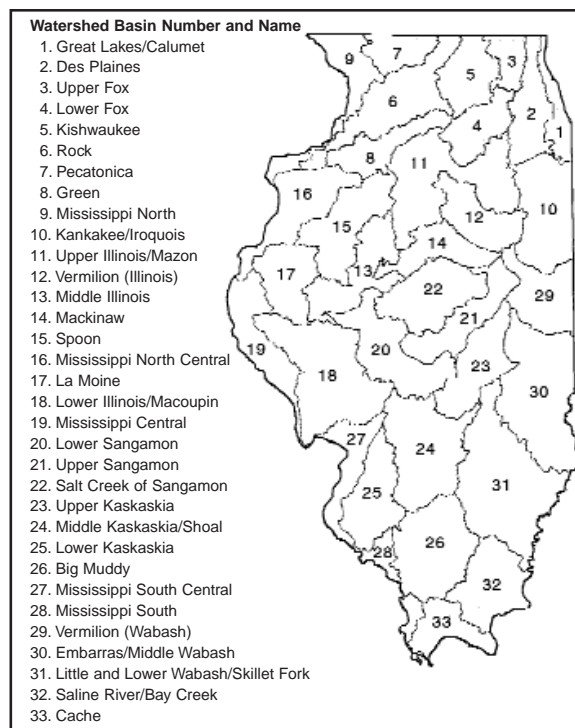 Watershed Basin Number and Name
1. Great Lakes/Calumet
2. Des Plaines
3. Upper Fox
4. Lower Fox
5. Kishwaukee
6. Rock
7. Pecatonica
8. Green
9. Mississippi North
10. Kankakee/Iroquois
11. Upper Illinois/Mazon
12. Vermilion (Illinois)
13. Middle Illinois
14. Mackinaw
15. Spoon
16. Mississippi North Central
17. La Moine
18. Lower Illinois/Macoupin
19. Mississippi Central
20. Lower Sangamon
21. Upper Sangamon
22. Salt Creek of Sangamon
23. Upper Kaskaskia
24. Middle Kaskaskia/Shoal
25. Lower Kaskaskia
26. Big Muddy
27. Mississippi South Central
28. Mississippi South
29. Vermilion (Wabash)
30. Embarras/Middle Wabash
31. Little and Lower Wabash/Skillet Fork
32. Saline River/Bay Creek
33. Cache
9
7
5
3
6
2
4
1
8
11
16
10
12
15
14
13
17
22
29
21
19
20
18
23
30
27
24
25
31
26
28
32
33